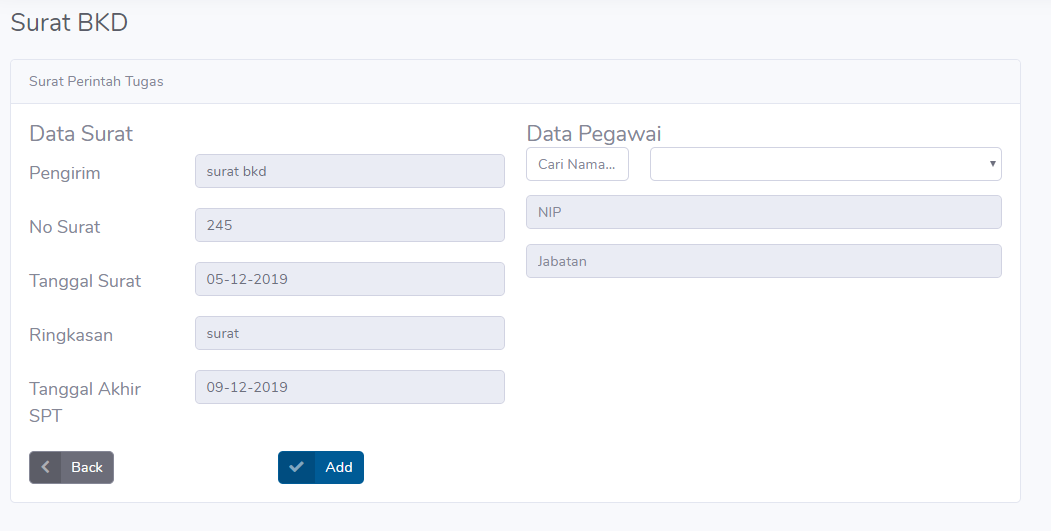 Surat BKD
Surat Perintah Tugas
Data Surat
Pengirim
surat bkd
No Surat
245
Tanggal Surat
05-12-2019
Ringkasan
surat
Tanggal Akhir
SPT
09-12-2019
Back
Add
Data Pegawai
Cari Nama...
NIP
Jabatan